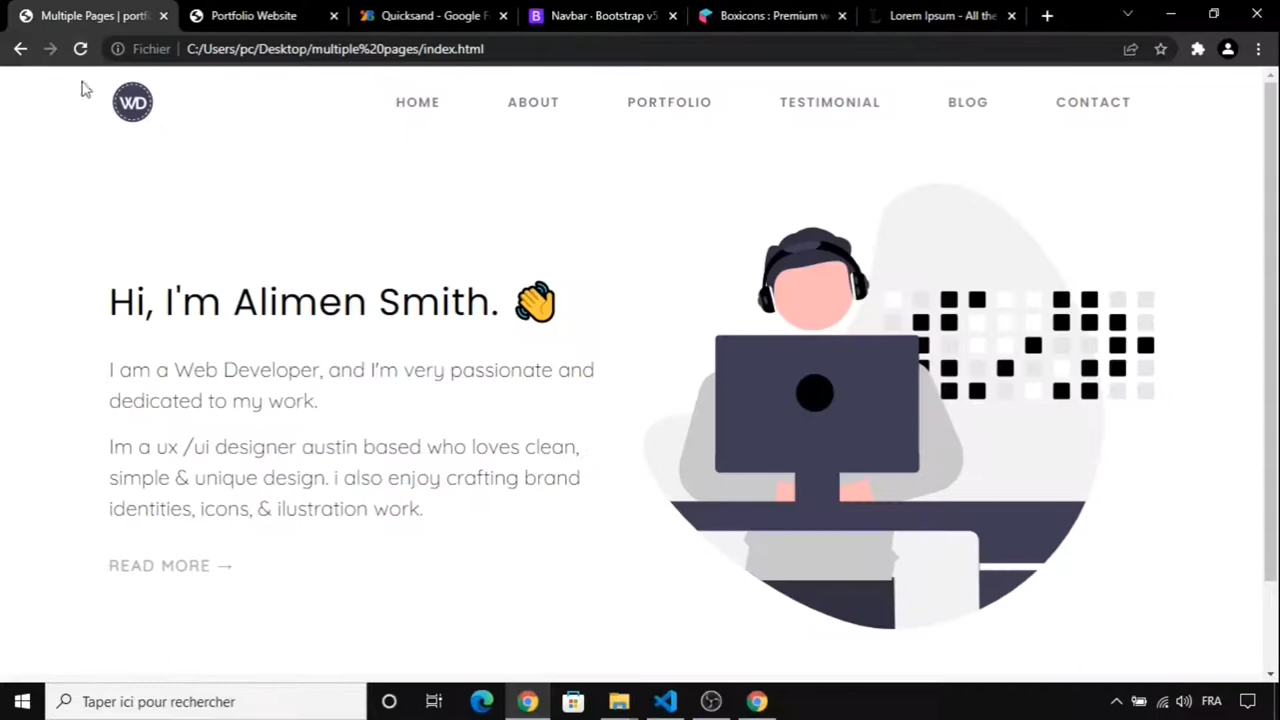 Multiple Pages | portf
Portfolio Website
Quicksand - Google F
Navbar · Bootstrap v5
Boxicons : Premium w
Lorem Ipsum - All the
Fichier
C:/Users/pc/Desktop/multiple%20pages/index.html
WD
HOME
ABOUT
PORTFOLIO
TESTIMONIAL
BLOG
CONTACT
Hi, I'm Alimen Smith.
I am a Web Developer, and I'm very passionate and
dedicated to my work.
Im a ux /ui designer austin based who loves clean,
simple & unique design. i also enjoy crafting brand
identities, icons, & ilustration work.
READ MORE →
Taper ici pour rechercher
FRA